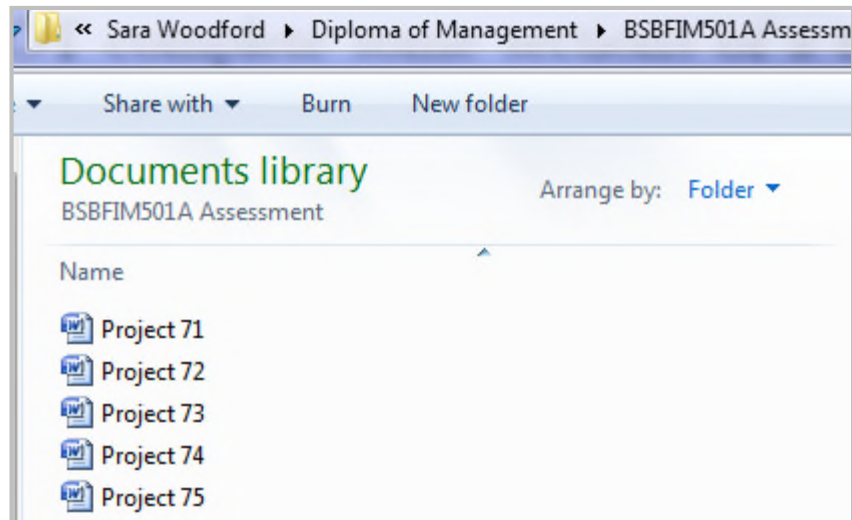 « Sara Woodford ▸ Diploma of Management ▸ BSBFIM501A Assessm
Share with ▾ Burn New folder
Documents library
BSBFIM501A Assessment
Arrange by: Folder ▾
Name
Project 71
Project 72
Project 73
Project 74
Project 75